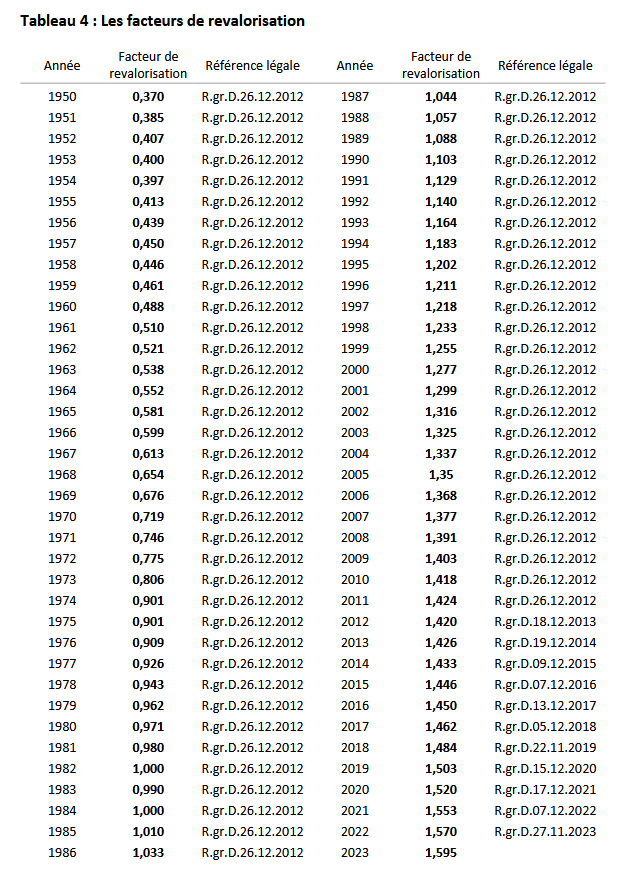 Tableau 4 : Les facteurs de revalorisation
Année Facteur de revalorisation Référence légale Année Facteur de revalorisation Référence légale
1950 0,370 R.gr.D.26.12.2012 1987 1,044 R.gr.D.26.12.2012
1951 0,385 R.gr.D.26.12.2012 1988 1,057 R.gr.D.26.12.2012
1952 0,407 R.gr.D.26.12.2012 1989 1,088 R.gr.D.26.12.2012
1953 0,400 R.gr.D.26.12.2012 1990 1,103 R.gr.D.26.12.2012
1954 0,397 R.gr.D.26.12.2012 1991 1,129 R.gr.D.26.12.2012
1955 0,413 R.gr.D.26.12.2012 1992 1,140 R.gr.D.26.12.2012
1956 0,439 R.gr.D.26.12.2012 1993 1,164 R.gr.D.26.12.2012
1957 0,450 R.gr.D.26.12.2012 1994 1,183 R.gr.D.26.12.2012
1958 0,446 R.gr.D.26.12.2012 1995 1,202 R.gr.D.26.12.2012
1959 0,461 R.gr.D.26.12.2012 1996 1,211 R.gr.D.26.12.2012
1960 0,488 R.gr.D.26.12.2012 1997 1,218 R.gr.D.26.12.2012
1961 0,510 R.gr.D.26.12.2012 1998 1,233 R.gr.D.26.12.2012
1962 0,521 R.gr.D.26.12.2012 1999 1,255 R.gr.D.26.12.2012
1963 0,538 R.gr.D.26.12.2012 2000 1,277 R.gr.D.26.12.2012
1964 0,552 R.gr.D.26.12.2012 2001 1,299 R.gr.D.26.12.2012
1965 0,581 R.gr.D.26.12.2012 2002 1,316 R.gr.D.26.12.2012
1966 0,599 R.gr.D.26.12.2012 2003 1,325 R.gr.D.26.12.2012
1967 0,613 R.gr.D.26.12.2012 2004 1,337 R.gr.D.26.12.2012
1968 0,654 R.gr.D.26.12.2012 2005 1,35 R.gr.D.26.12.2012
1969 0,676 R.gr.D.26.12.2012 2006 1,368 R.gr.D.26.12.2012
1970 0,719 R.gr.D.26.12.2012 2007 1,377 R.gr.D.26.12.2012
1971 0,746 R.gr.D.26.12.2012 2008 1,391 R.gr.D.26.12.2012
1972 0,775 R.gr.D.26.12.2012 2009 1,403 R.gr.D.26.12.2012
1973 0,806 R.gr.D.26.12.2012 2010 1,418 R.gr.D.26.12.2012
1974 0,901 R.gr.D.26.12.2012 2011 1,424 R.gr.D.26.12.2012
1975 0,901 R.gr.D.26.12.2012 2012 1,420 R.gr.D.18.12.2013
1976 0,909 R.gr.D.26.12.2012 2013 1,426 R.gr.D.19.12.2014
1977 0,926 R.gr.D.26.12.2012 2014 1,433 R.gr.D.09.12.2015
1978 0,943 R.gr.D.26.12.2012 2015 1,446 R.gr.D.07.12.2016
1979 0,962 R.gr.D.26.12.2012 2016 1,450 R.gr.D.13.12.2017
1980 0,971 R.gr.D.26.12.2012 2017 1,462 R.gr.D.05.12.2018
1981 0,980 R.gr.D.26.12.2012 2018 1,484 R.gr.D.22.11.2019
1982 1,000 R.gr.D.26.12.2012 2019 1,503 R.gr.D.15.12.2020
1983 0,990 R.gr.D.26.12.2012 2020 1,520 R.gr.D.17.12.2021
1984 1,000 R.gr.D.26.12.2012 2021 1,553 R.gr.D.07.12.2022
1985 1,010 R.gr.D.26.12.2012 2022 1,570 R.gr.D.27.11.2023
1986 1,033 R.gr.D.26.12.2012 2023 1,595